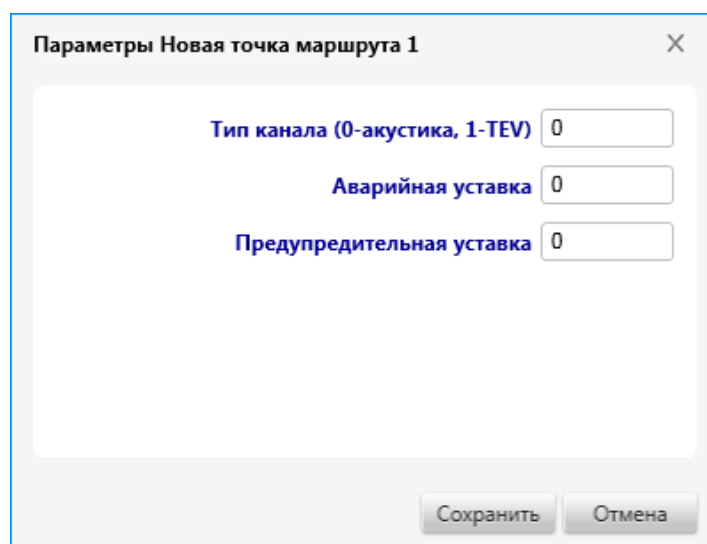 Параметры Новая точка маршрута 1
Тип канала (0-акустика, 1-TEV) 0
Аварийная уставка 0
Предупредительная уставка 0
Сохранить Отмена